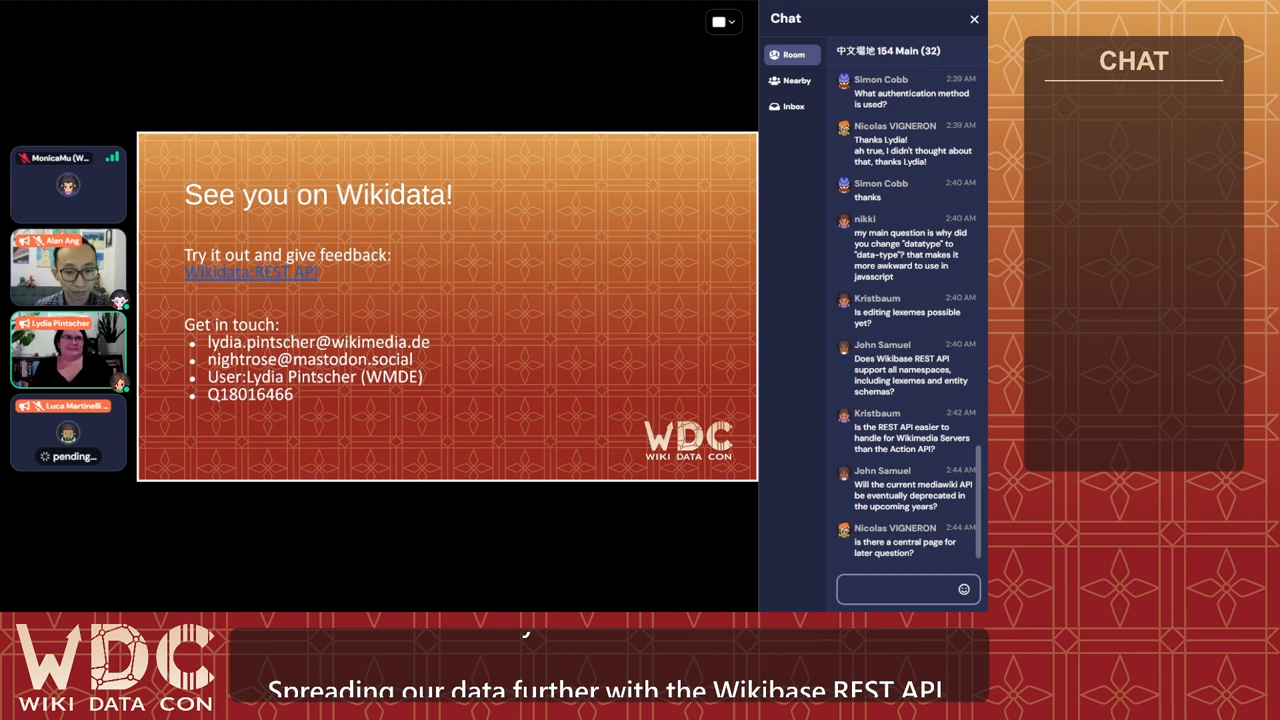 MonicaMu (W...
Alan Ang
Lydia Pintscher
Luca Martinelli ...
pending...
See you on Wikidata!
Try it out and give feedback:
Wikidata:REST API
Get in touch:
lydia.pintscher@wikimedia.de
nightrose@mastodon.social
User:Lydia Pintscher (WMDE)
Q18016466
WDC
WIKI DATA CON
Chat
Room
Nearby
Inbox
中文場地 154 Main (32)
Simon Cobb 2:39 AM
What authentication method
is used?
Nicolas VIGNERON 2:39 AM
Thanks Lydia!
ah true, I didn't thought about
that, thanks Lydia!
Simon Cobb 2:40 AM
thanks
nikki 2:40 AM
my main question is why did
you change "datatype" to
"data-type"? that makes it
more awkward to use in
javascript
Kristbaum 2:40 AM
Is editing lexemes possible
yet?
John Samuel 2:40 AM
Does Wikibase REST API
support all namespaces,
including lexemes and entity
schemas?
Kristbaum 2:42 AM
Is the REST API easier to
handle for Wikimedia Servers
than the Action API?
John Samuel 2:44 AM
Will the current mediawiki API
be eventually deprecated in
the upcoming years?
Nicolas VIGNERON 2:44 AM
is there a central page for
later question?
CHAT
WDC
WIKI DATA CON
Spreading our data further with the Wikibase REST API